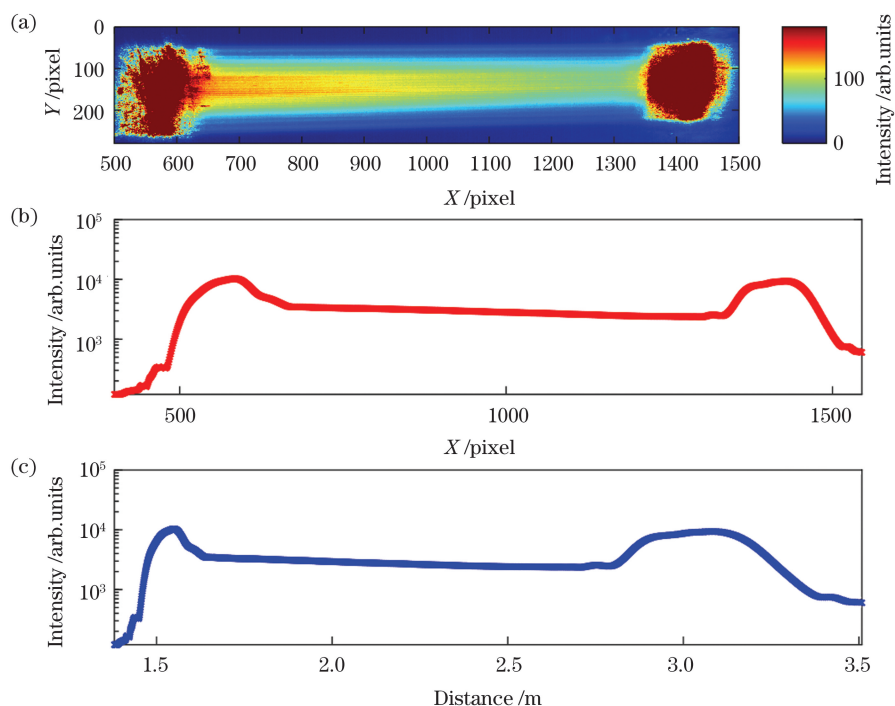 (a)
0
100
200
Y /pixel
500 600 700 800 900 1000 1100 1200 1300 1400 1500
X /pixel
100
0
Intensity /arb.units
(b)
10⁵
10⁴
10³
Intensity /arb.units
500 1000 1500
X /pixel
(c)
10⁵
10⁴
10³
Intensity /arb.units
1.5 2.0 2.5 3.0 3.5
Distance /m